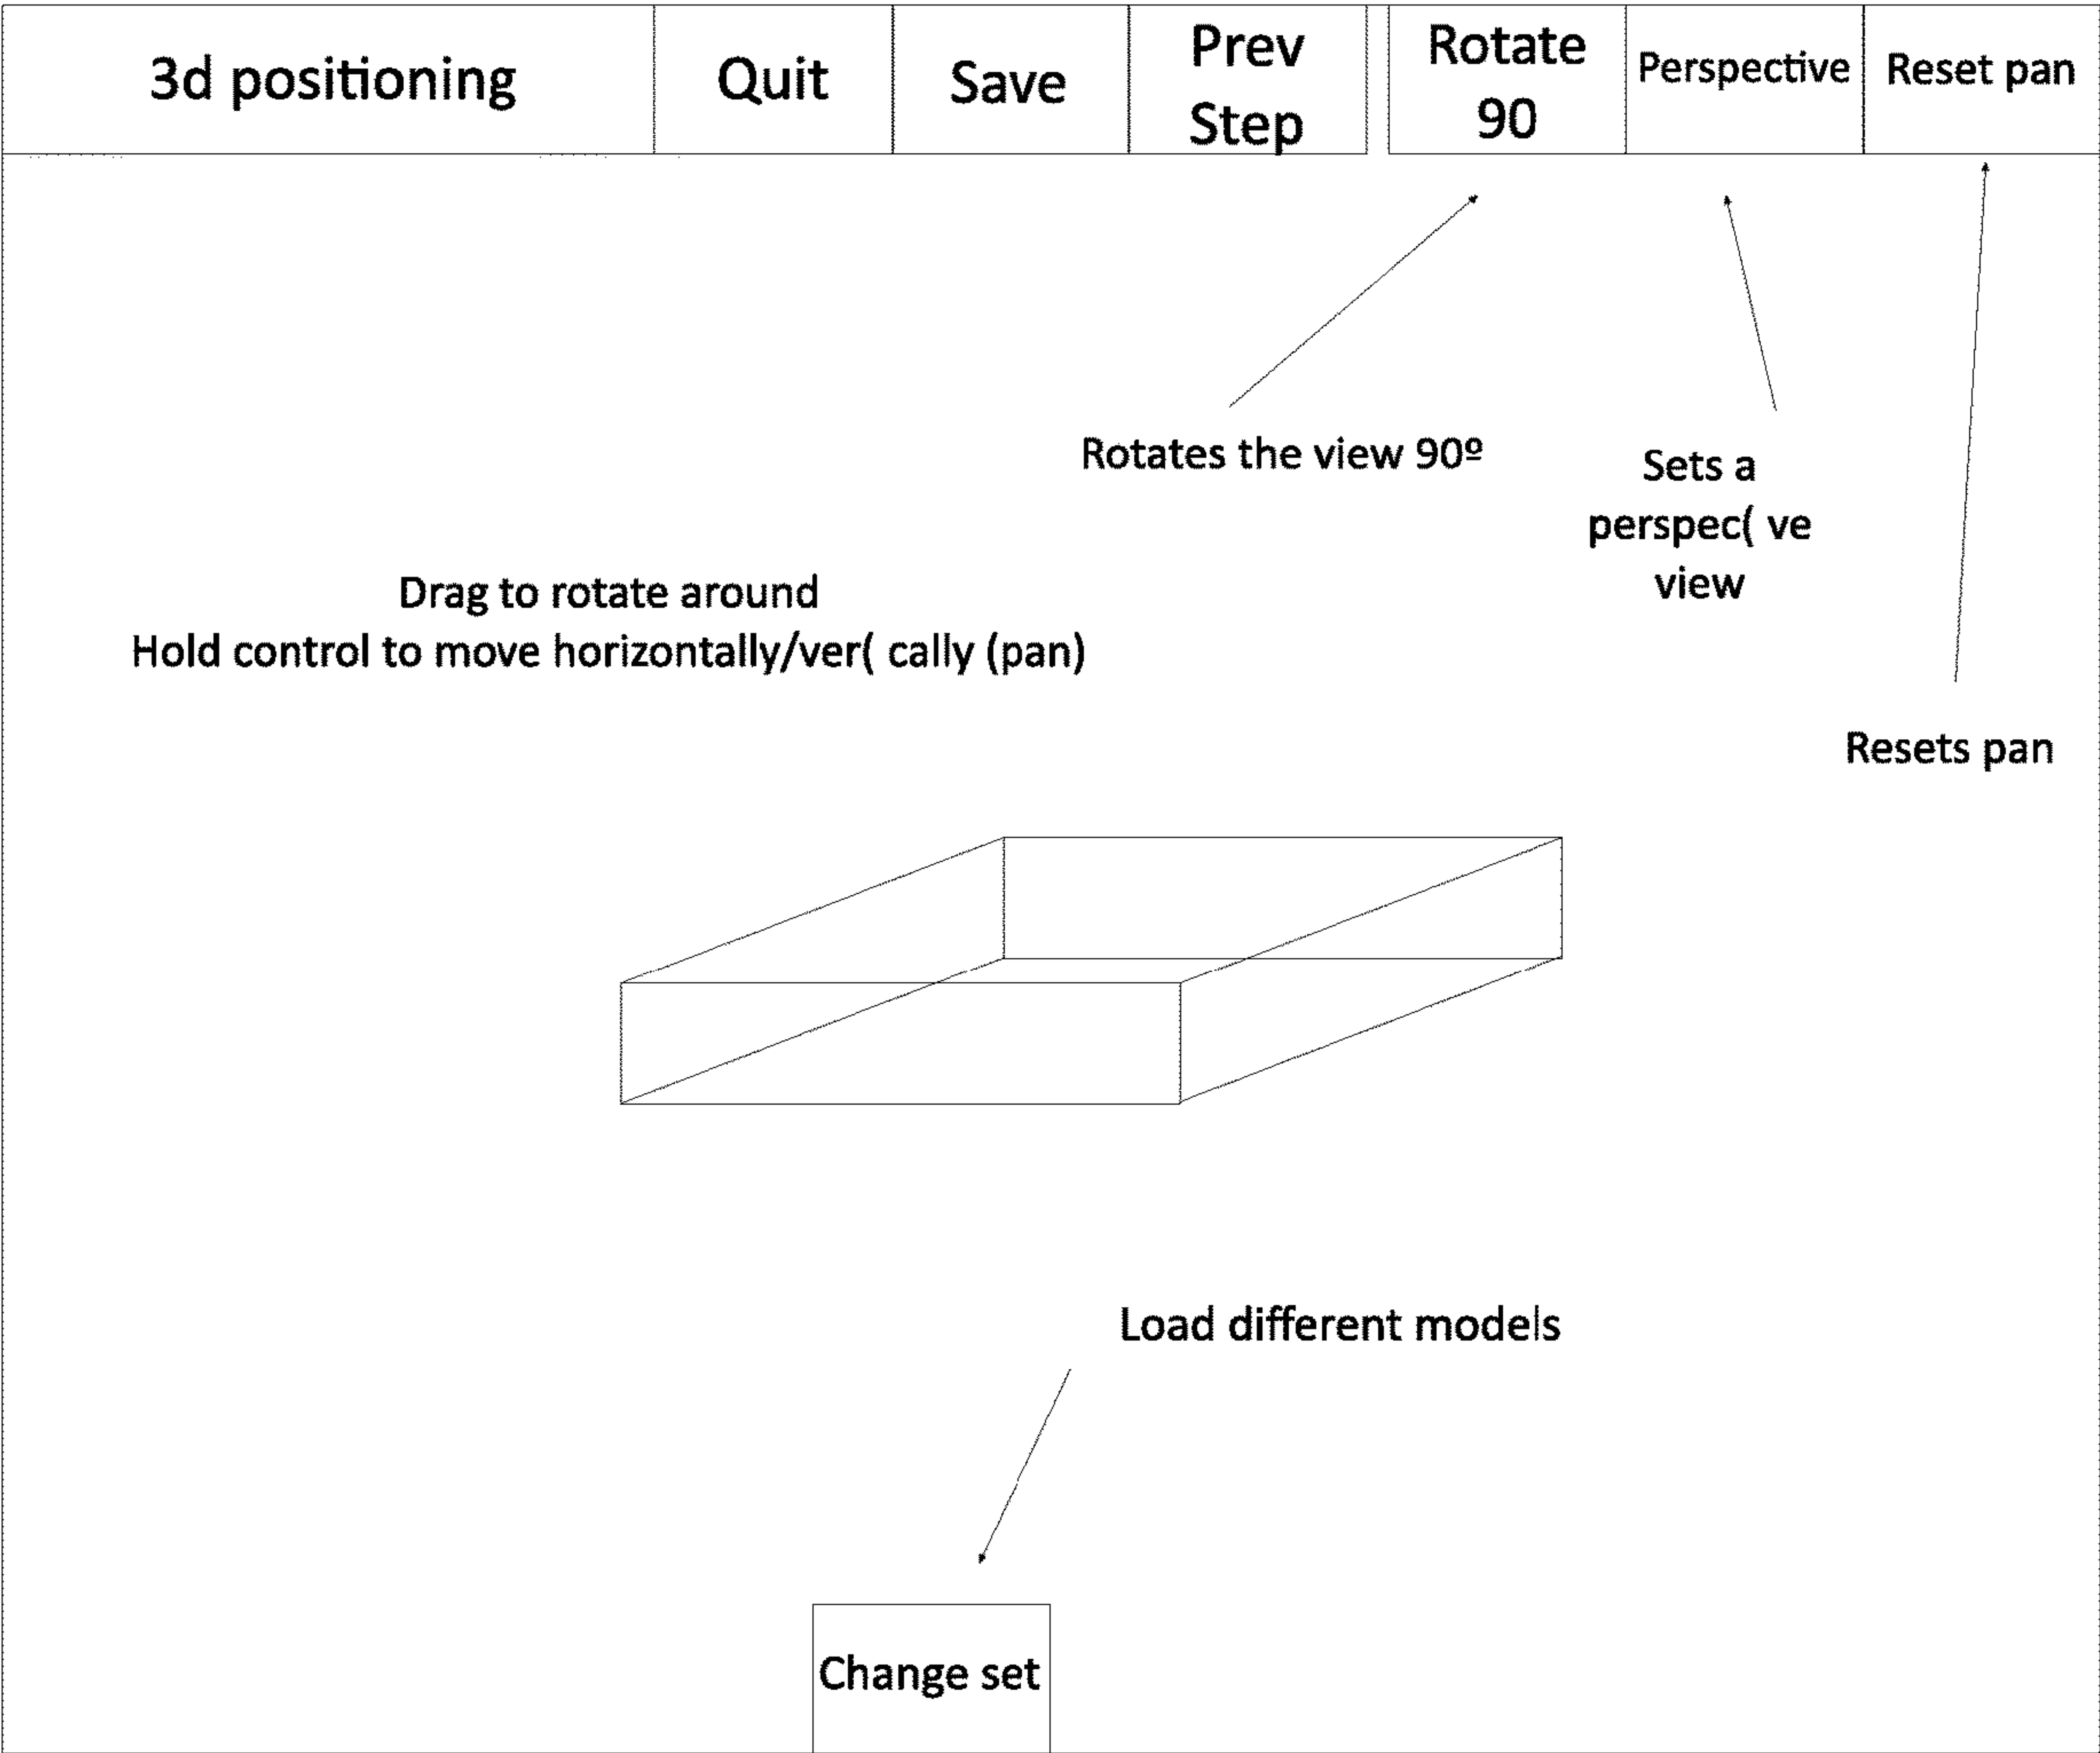 3d positioning
Quit
Save
Prev
Step
Rotate
90
Perspective
Reset pan
Rotates the view 90º
Sets a
perspec( ve
view
Drag to rotate around
Hold control to move horizontally/ver( cally (pan)
Resets pan
Load different models
Change set